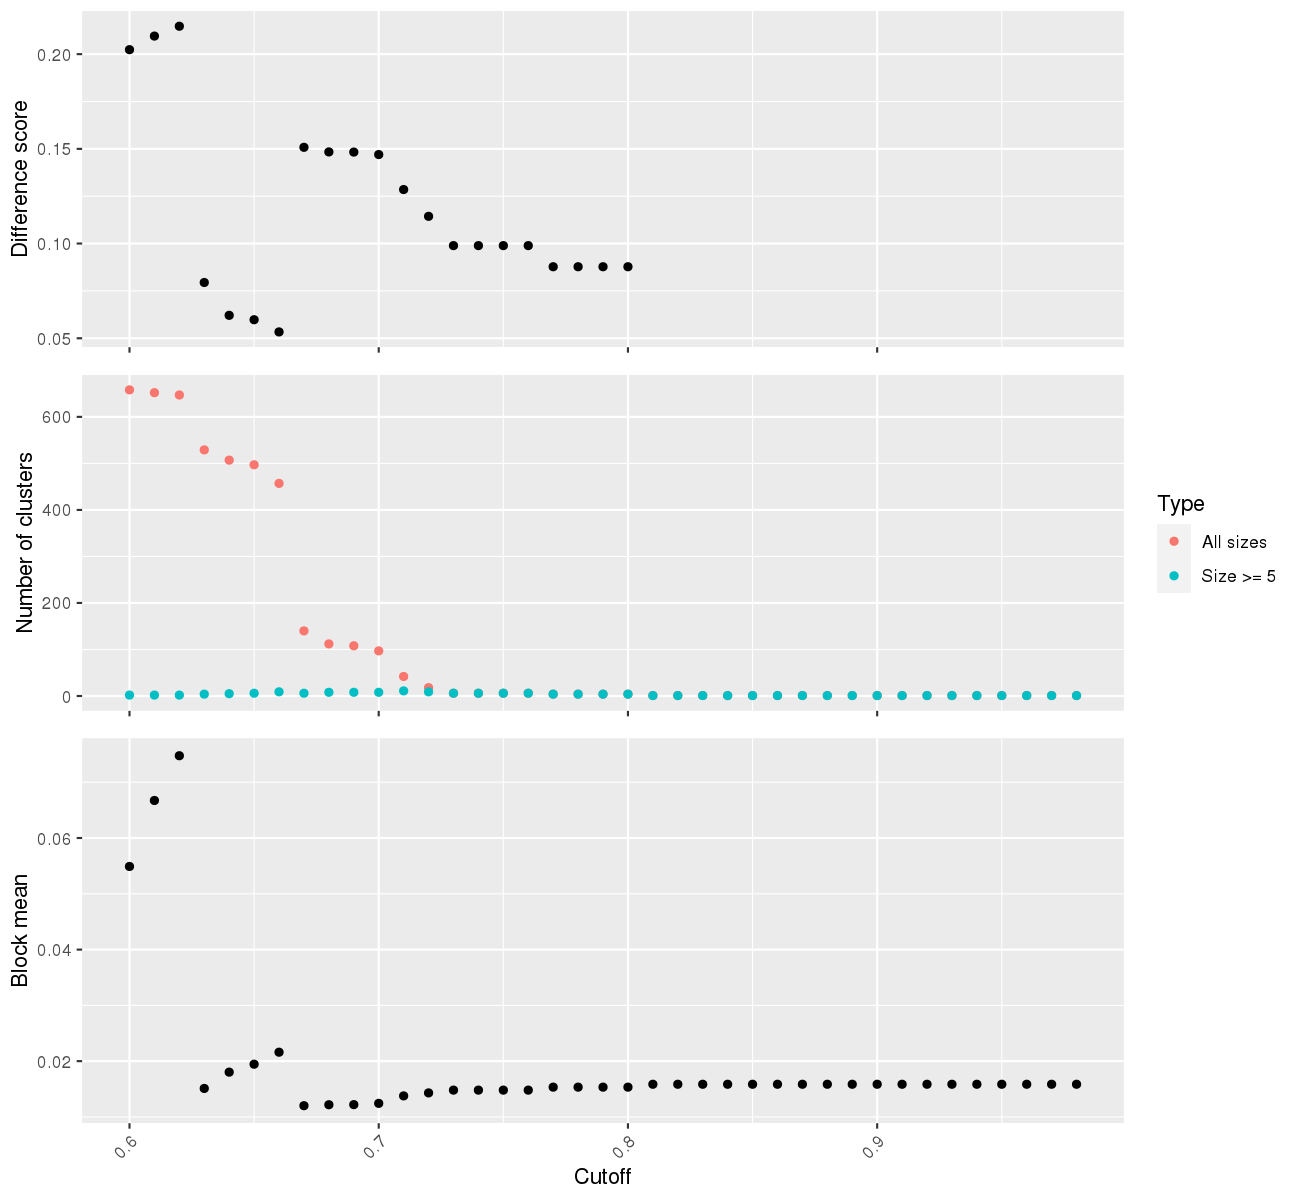 Difference score
0.20
0.15
0.10
0.05
Number of clusters
600
400
200
0
Type
All sizes
Size >= 5
Block mean
0.06
0.04
0.02
0.6
0.7
0.8
0.9
Cutoff